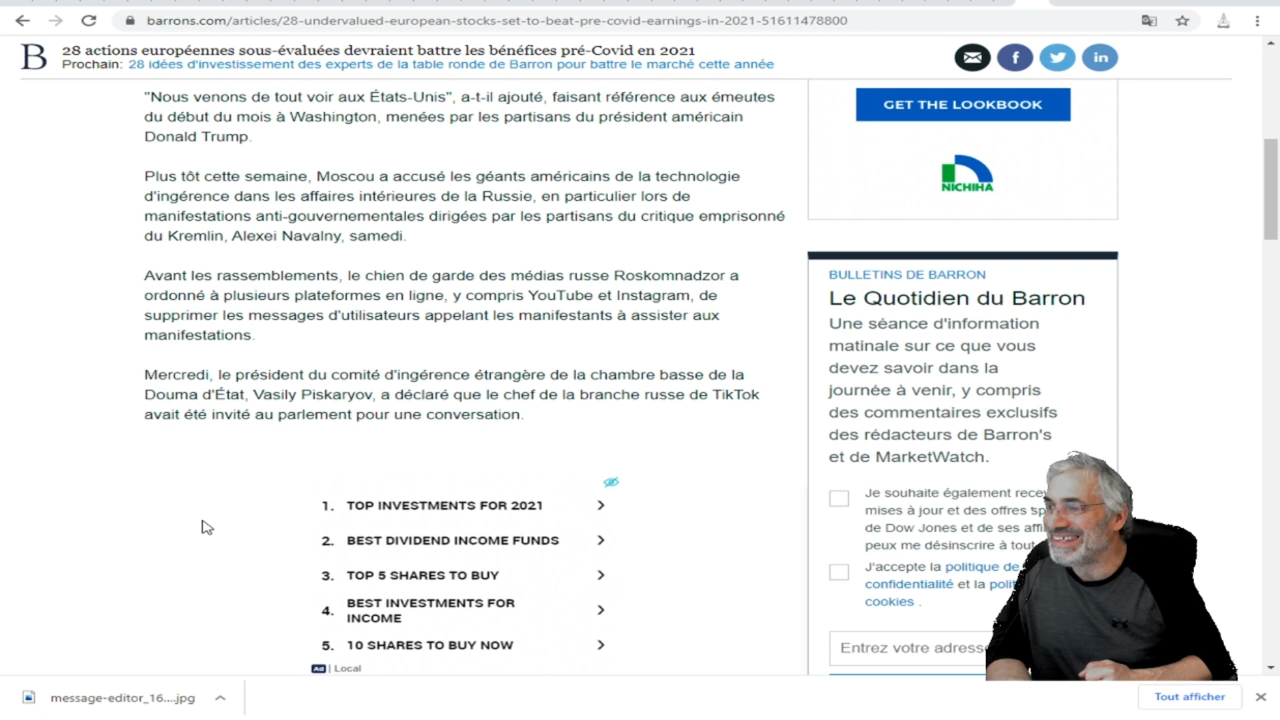 barrons.com/articles/28-undervalued-european-stocks-set-to-beat-pre-covid-earnings-in-2021-51611478800
B
28 actions européennes sous-évaluées devraient battre les bénéfices pré-Covid en 2021
Prochain: 28 idées d'investissement des experts de la table ronde de Barron pour battre le marché cette année
f
in
"Nous venons de tout voir aux États-Unis", a-t-il ajouté, faisant référence aux émeutes
du début du mois à Washington, menées par les partisans du président américain
Donald Trump.
Plus tôt cette semaine, Moscou a accusé les géants américains de la technologie
d'ingérence dans les affaires intérieures de la Russie, en particulier lors de
manifestations anti-gouvernementales dirigées par les partisans du critique emprisonné
du Kremlin, Alexei Navalny, samedi.
Avant les rassemblements, le chien de garde des médias russe Roskomnadzor a
ordonné à plusieurs plateformes en ligne, y compris YouTube et Instagram, de
supprimer les messages d'utilisateurs appelant les manifestants à assister aux
manifestations.
Mercredi, le président du comité d'ingérence étrangère de la chambre basse de la
Douma d'État, Vasily Piskaryov, a déclaré que le chef de la branche russe de TikTok
avait été invité au parlement pour une conversation.
1. TOP INVESTMENTS FOR 2021
2. BEST DIVIDEND INCOME FUNDS
3. TOP 5 SHARES TO BUY
4. BEST INVESTMENTS FOR
INCOME
5. 10 SHARES TO BUY NOW
Ad | Local
GET THE LOOKBOOK
NICHIHA
BULLETINS DE BARRON
Le Quotidien du Barron
Une séance d'information
matinale sur ce que vous
devez savoir dans la
journée à venir, y compris
des commentaires exclusifs
des rédacteurs de Barron's
et de MarketWatch.
Je souhaite également
mises à jour et des offres
de Dow Jones et de ses
peux me désinscrire à
J'accepte la politique de
confidentialité et la
cookies .
Entrez votre
message-editor_16....jpg
Tout afficher